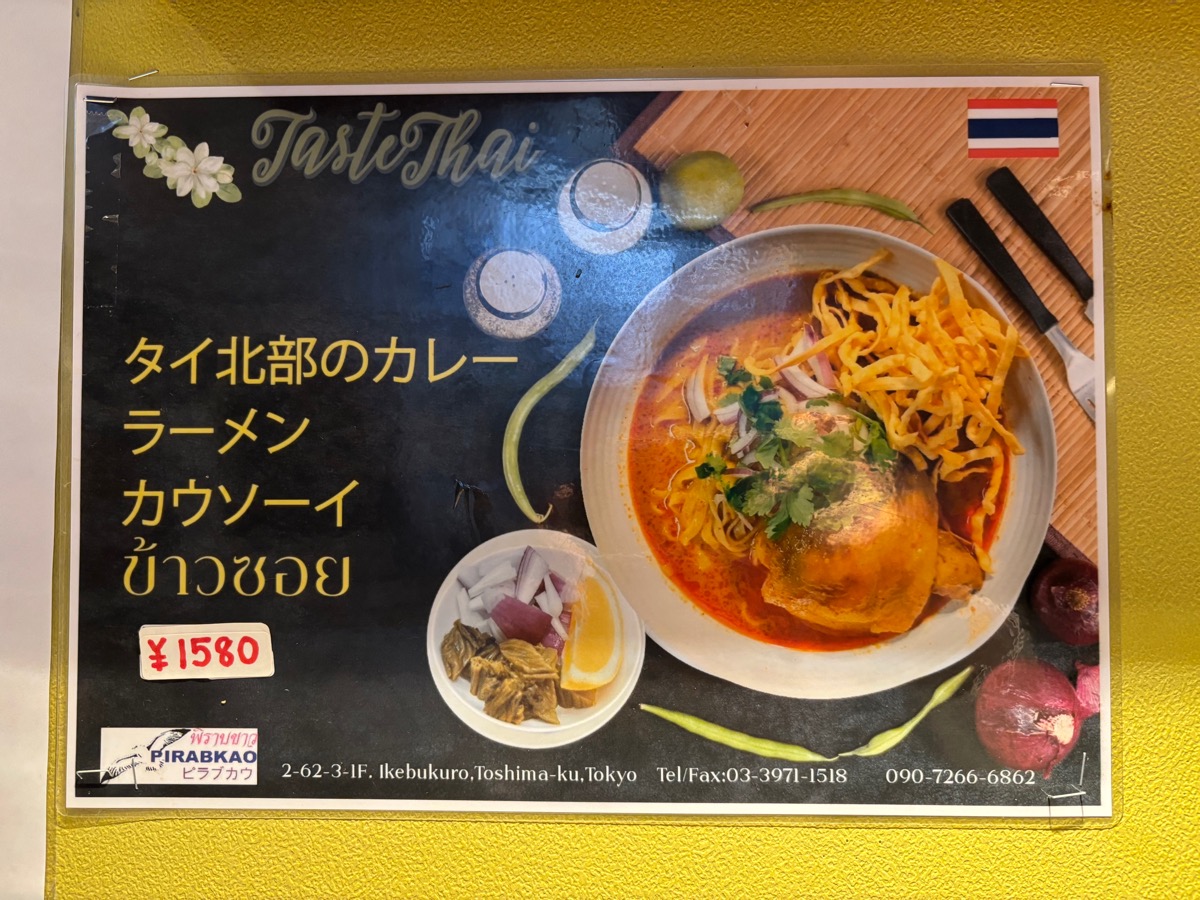 Taste Thai
タイ北部のカレー
ラーメン
カウソーイ
ข้าวซอย
¥1580
พิราบขาว
PIRABKAO
ピラブカウ
2-62-3-1F. Ikebukuro,Toshima-ku,Tokyo Tel/Fax:03-3971-1518 090-7266-6862